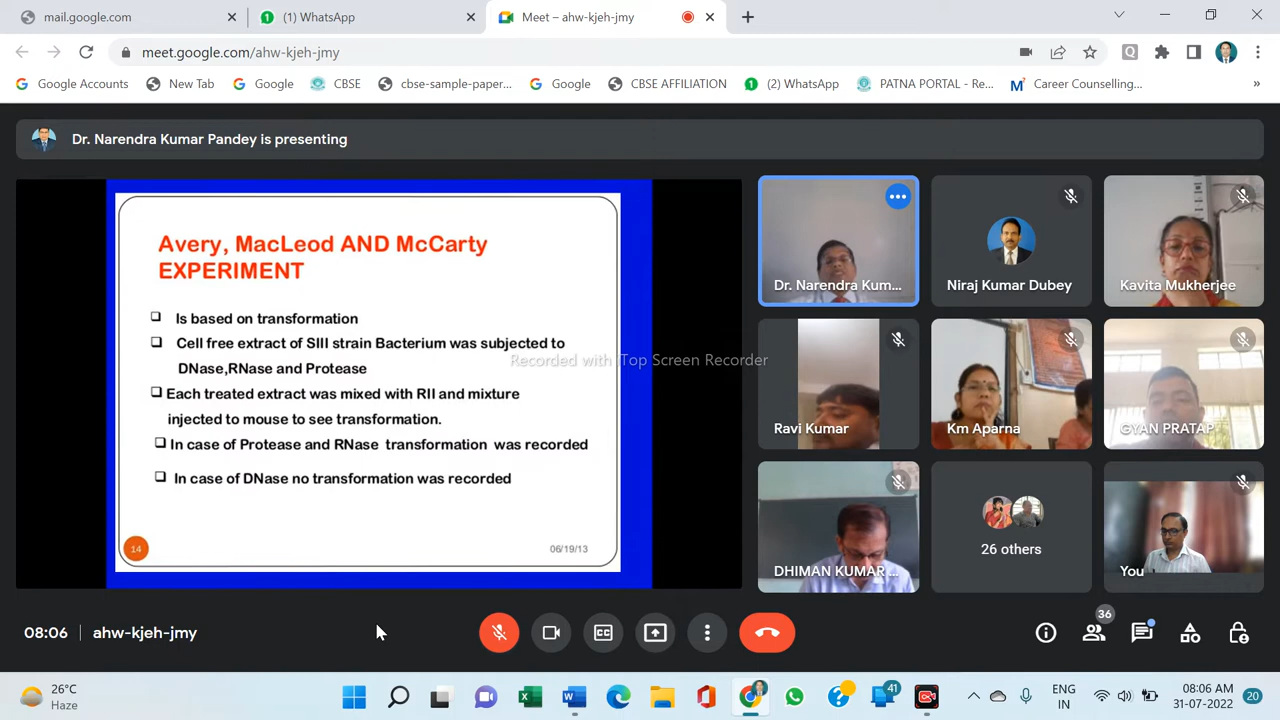 mail.google.com
(1) WhatsApp
Meet – ahw-kjeh-jmy
meet.google.com/ahw-kjeh-jmy
Google Accounts
New Tab
Google
CBSE
cbse-sample-paper...
Google
CBSE AFFILIATION
(2) WhatsApp
PATNA PORTAL - Re...
Career Counselling...
»
Dr. Narendra Kumar Pandey is presenting
Avery, MacLeod AND McCarty
EXPERIMENT
Is based on transformation
Cell free extract of SIII strain Bacterium was subjected to
DNase,RNase and Protease
Each treated extract was mixed with RII and mixture
injected to mouse to see transformation.
In case of Protease and RNase transformation was recorded
In case of DNase no transformation was recorded
14
06/19/13
Recorded with iTop Screen Recorder
Dr. Narendra Kum...
Niraj Kumar Dubey
Kavita Mukherjee
Ravi Kumar
Km Aparna
GYAN PRATAP
DHIMAN KUMAR ...
26 others
You
08:06 | ahw-kjeh-jmy
36
26°C
Haze
41
ENG
IN
08:06 AM
31-07-2022
20